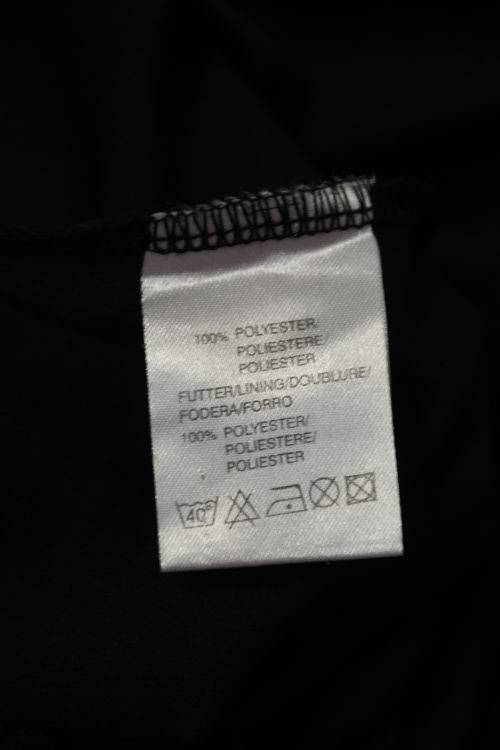 100% POLYESTER/
POLIESTERE/
POLIESTER
FUTTER/LINING/DOUBLURE/
FODERA/FORRO
100% POLYESTER/
POLIESTERE/
POLIESTER
40°